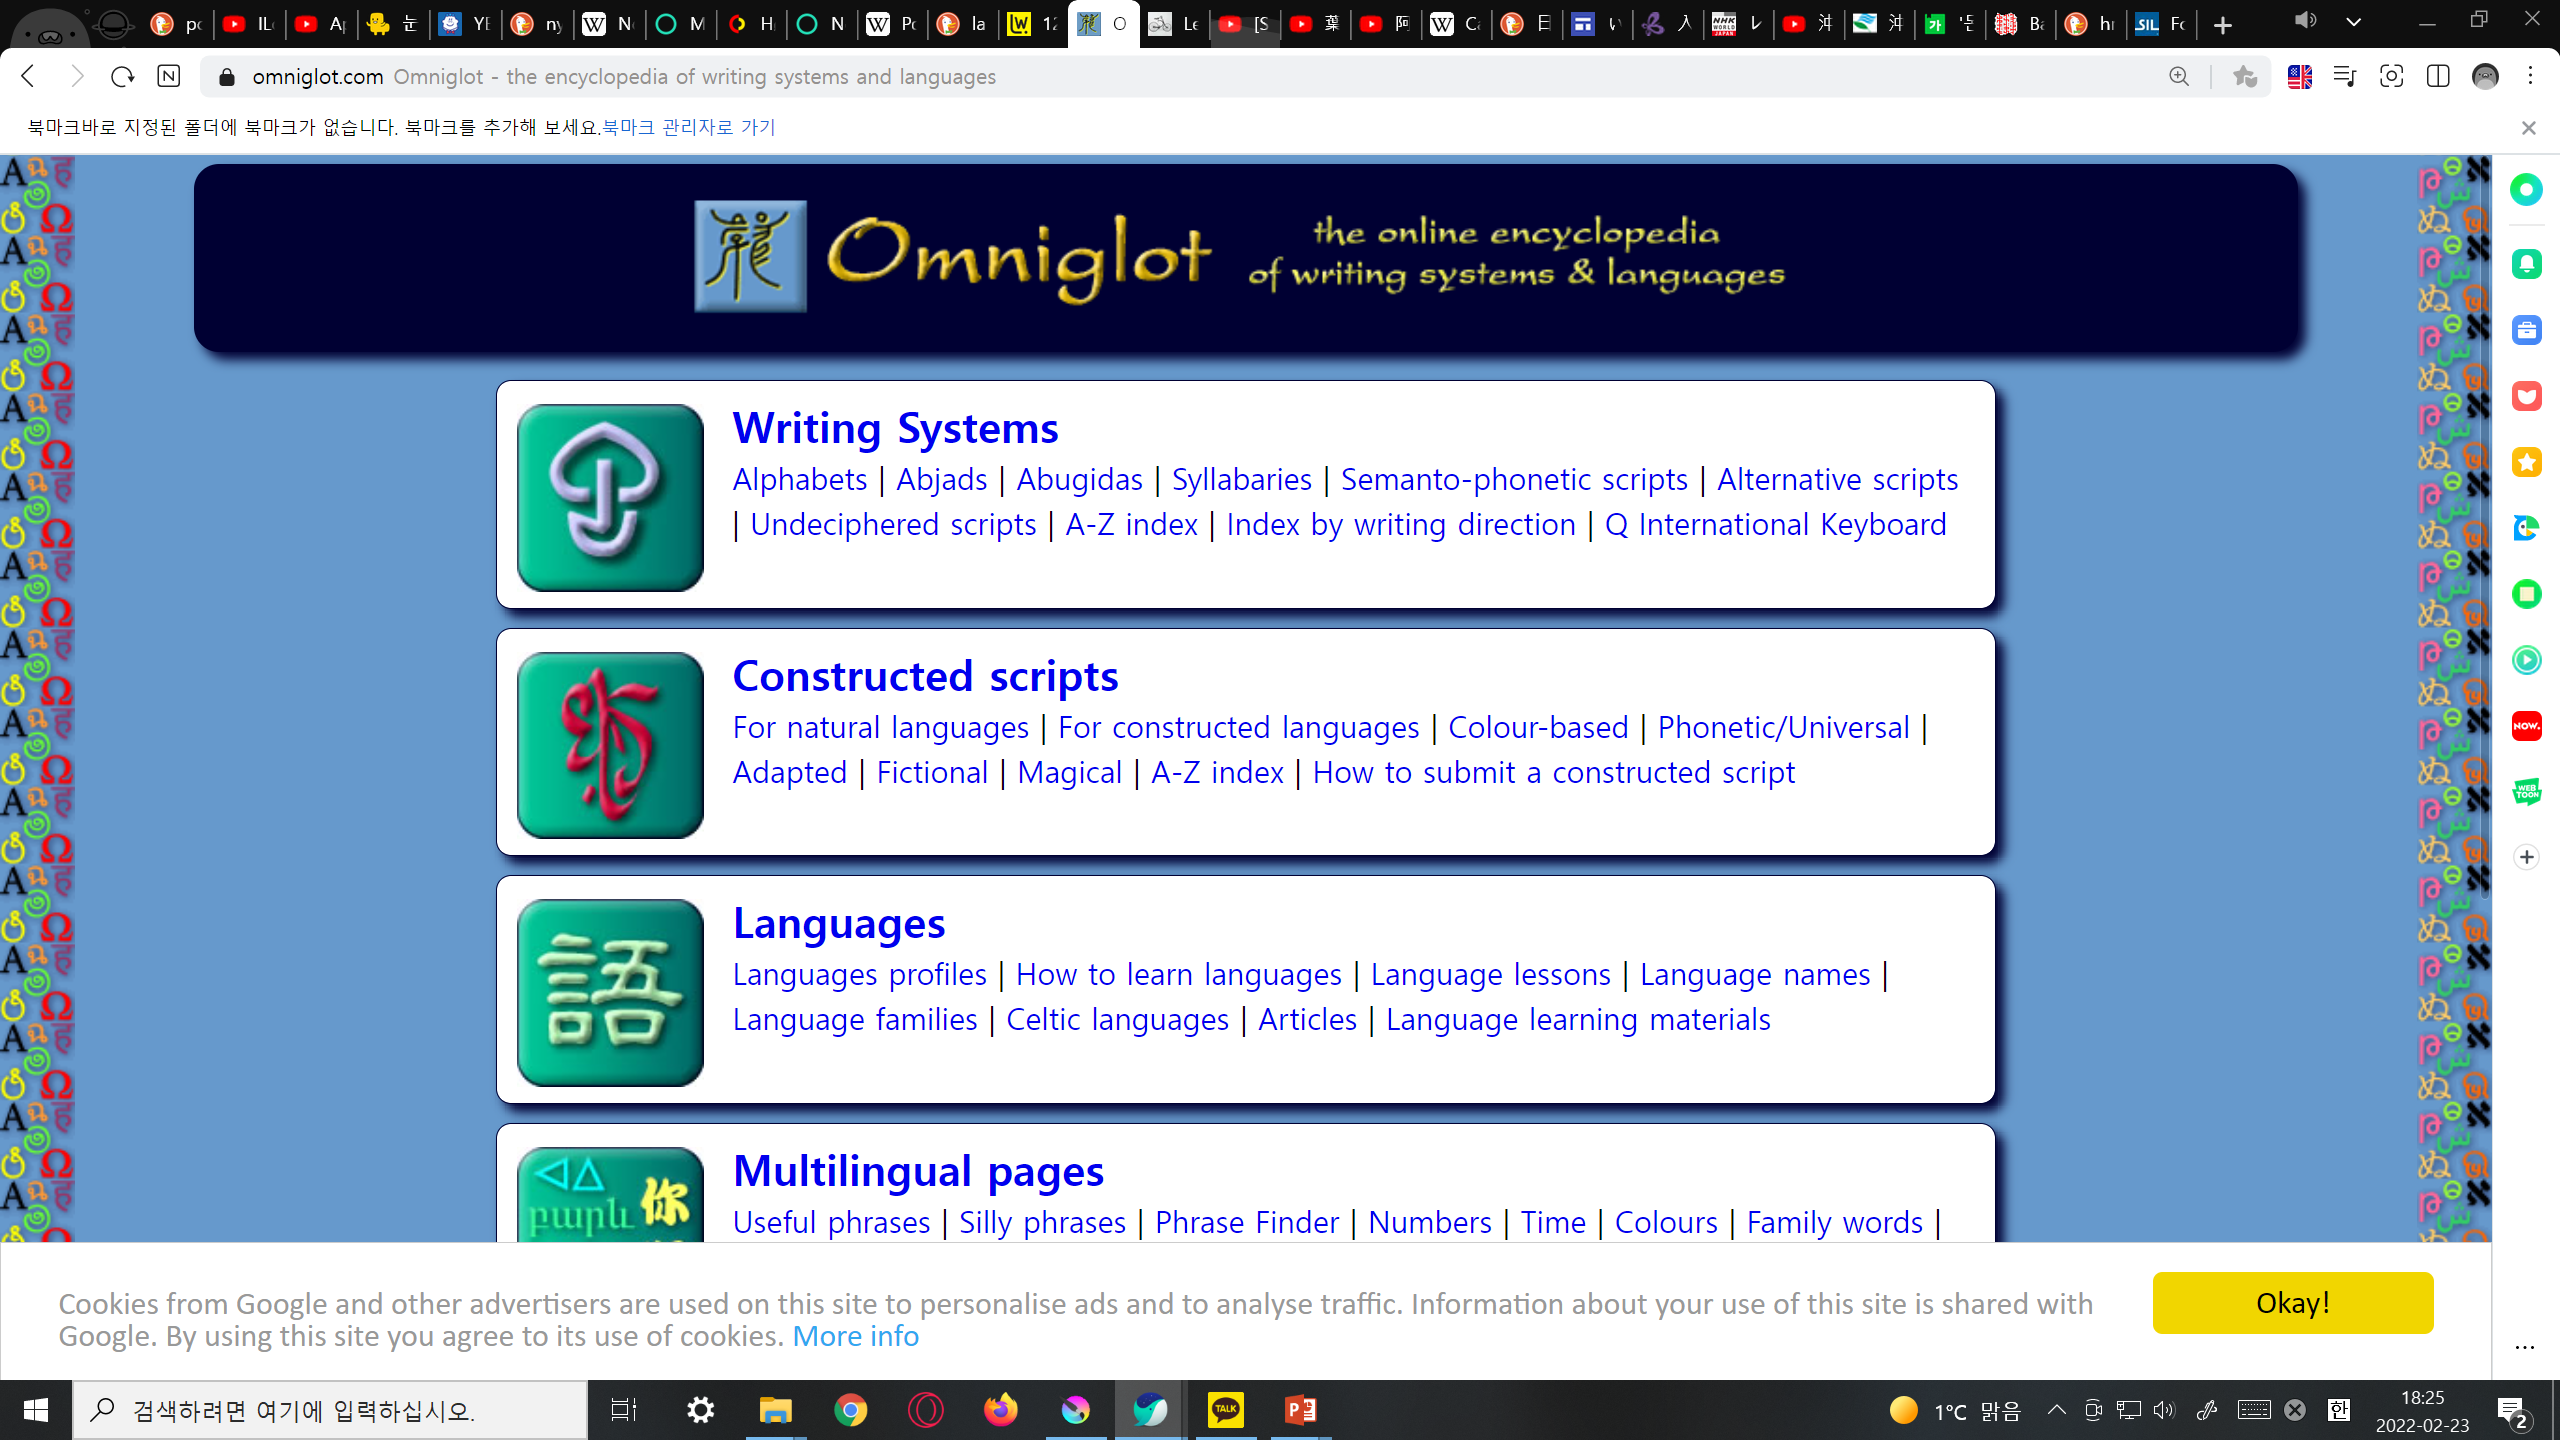 omniglot.com Omniglot - the encyclopedia of writing systems and languages
북마크바로 지정된 폴더에 북마크가 없습니다. 북마크를 추가해 보세요.북마크 관리자로 가기
Omniglot
the online encyclopedia
of writing systems & languages
Writing Systems
Alphabets | Abjads | Abugidas | Syllabaries | Semanto-phonetic scripts | Alternative scripts
| Undeciphered scripts | A-Z index | Index by writing direction | Q International Keyboard
Constructed scripts
For natural languages | For constructed languages | Colour-based | Phonetic/Universal |
Adapted | Fictional | Magical | A-Z index | How to submit a constructed script
語
Languages
Languages profiles | How to learn languages | Language lessons | Language names |
Language families | Celtic languages | Articles | Language learning materials
你
բարև
Multilingual pages
Useful phrases | Silly phrases | Phrase Finder | Numbers | Time | Colours | Family words |
NOW.
WEB
TOON
Cookies from Google and other advertisers are used on this site to personalise ads and to analyse traffic. Information about your use of this site is shared with
Google. By using this site you agree to its use of cookies. More info
Okay!
검색하려면 여기에 입력하십시오.
TALK
1°C 맑음
한
18:25
2022-02-23
2